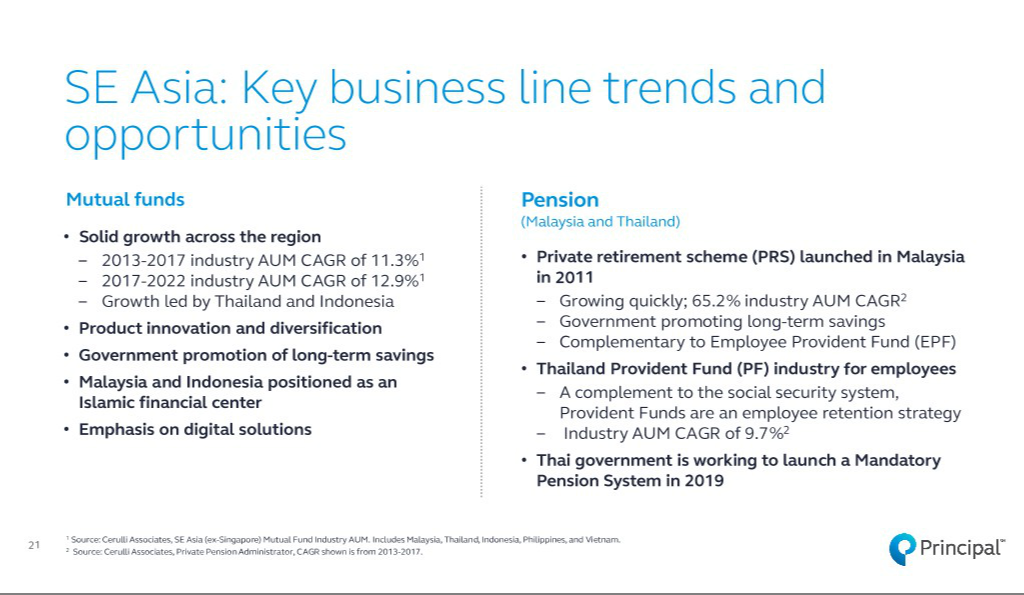 SE Asia: Key business line trends and
opportunities
Mutual funds
• Solid growth across the region
– 2013-2017 industry AUM CAGR of 11.3%¹
– 2017-2022 industry AUM CAGR of 12.9%¹
– Growth led by Thailand and Indonesia
• Product innovation and diversification
• Government promotion of long-term savings
• Malaysia and Indonesia positioned as an
Islamic financial center
• Emphasis on digital solutions
Pension
(Malaysia and Thailand)
• Private retirement scheme (PRS) launched in Malaysia
in 2011
– Growing quickly; 65.2% industry AUM CAGR²
– Government promoting long-term savings
– Complementary to Employee Provident Fund (EPF)
• Thailand Provident Fund (PF) industry for employees
– A complement to the social security system,
Provident Funds are an employee retention strategy
– Industry AUM CAGR of 9.7%²
• Thai government is working to launch a Mandatory
Pension System in 2019
21
¹ Source: Cerulli Associates, SE Asia (ex-Singapore) Mutual Fund Industry AUM. Includes Malaysia, Thailand, Indonesia, Philippines, and Vietnam.
² Source: Cerulli Associates, Private Pension Administrator, CAGR shown is from 2013-2017.
Principal℠